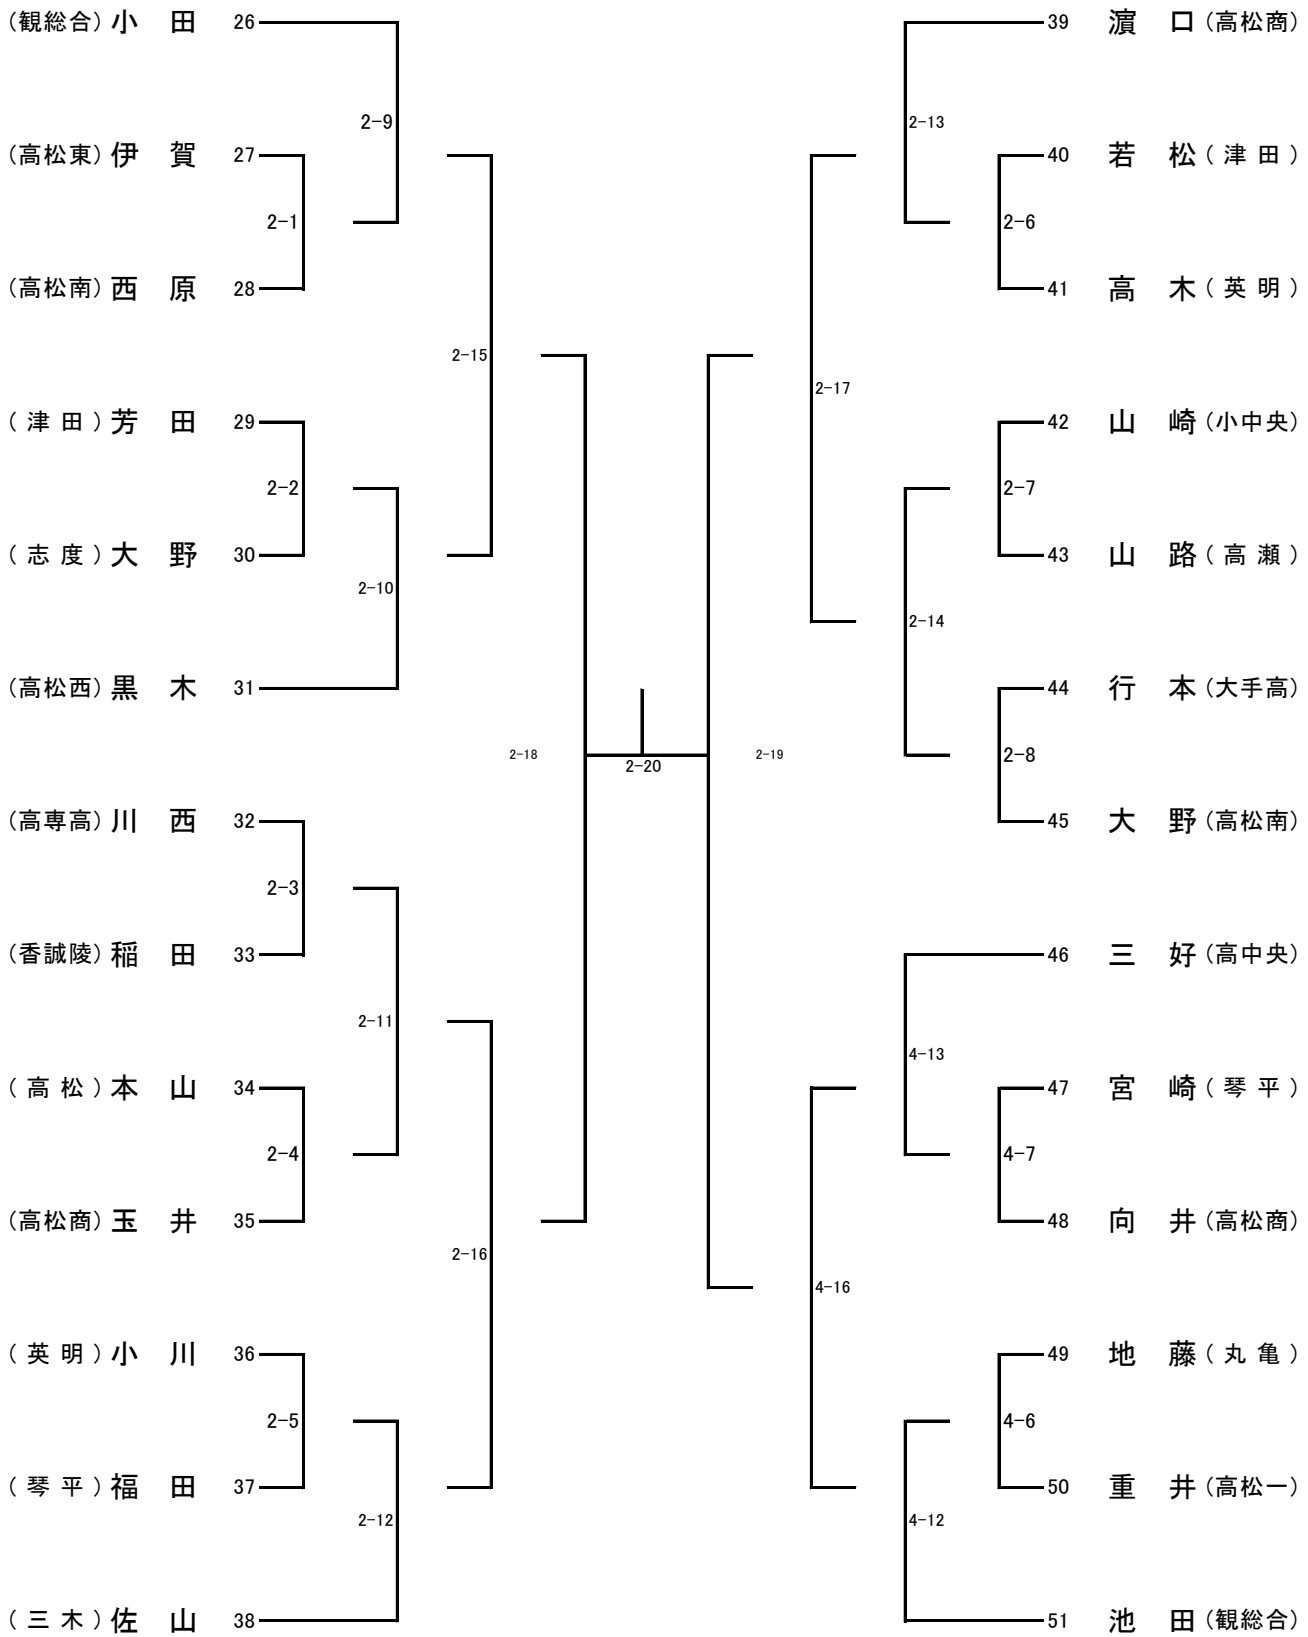 (観総合) 小 田 26
2-9
(高松東) 伊 賀 27
2-1
(高松南) 西 原 28
2-15
( 津 田 ) 芳 田 29
2-2
( 志 度 ) 大 野 30
2-10
(高松西) 黒 木 31
2-18
(高専高) 川 西 32
2-3
(香誠陵) 稲 田 33
2-11
( 高 松 ) 本 山 34
2-4
(高松商) 玉 井 35
2-16
( 英 明 ) 小 川 36
2-5
( 琴 平 ) 福 田 37
2-12
( 三 木 ) 佐 山 38
2-20
39 濵 口 (高松商)
2-13
40 若 松 ( 津 田 )
2-6
41 高 木 ( 英 明 )
2-17
42 山 崎 (小中央)
2-7
43 山 路 ( 高 瀬 )
2-14
44 行 本 (大手高)
2-8
2-19
45 大 野 (高松南)
46 三 好 (高中央)
4-13
47 宮 崎 ( 琴 平 )
4-7
48 向 井 (高松商)
4-16
49 地 藤 ( 丸 亀 )
4-6
50 重 井 (高松一)
4-12
51 池 田 (観総合)